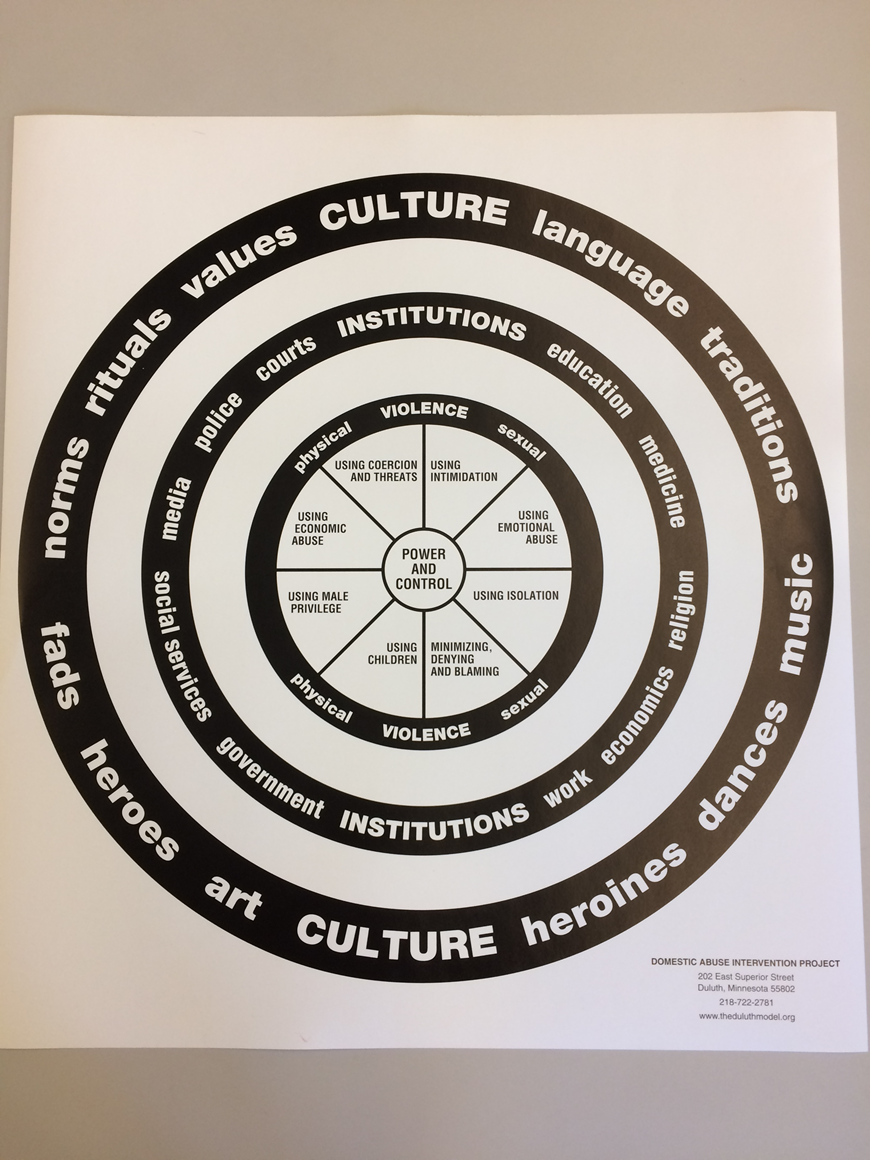 CULTURE
language
traditions
music
dances
heroines
CULTURE
art
heroes
fads
norms
rituals
values
INSTITUTIONS
education
medicine
religion
economics
work
INSTITUTIONS
government
social services
media
police
courts
VIOLENCE
sexual
sexual
VIOLENCE
physical
physical
USING COERCION
AND THREATS
USING
INTIMIDATION
USING
EMOTIONAL
ABUSE
USING ISOLATION
MINIMIZING,
DENYING
AND BLAMING
USING
CHILDREN
USING MALE
PRIVILEGE
USING
ECONOMIC
ABUSE
POWER
AND
CONTROL
DOMESTIC ABUSE INTERVENTION PROJECT
202 East Superior Street
Duluth, Minnesota 55802
218-722-2781
www.theduluthmodel.org